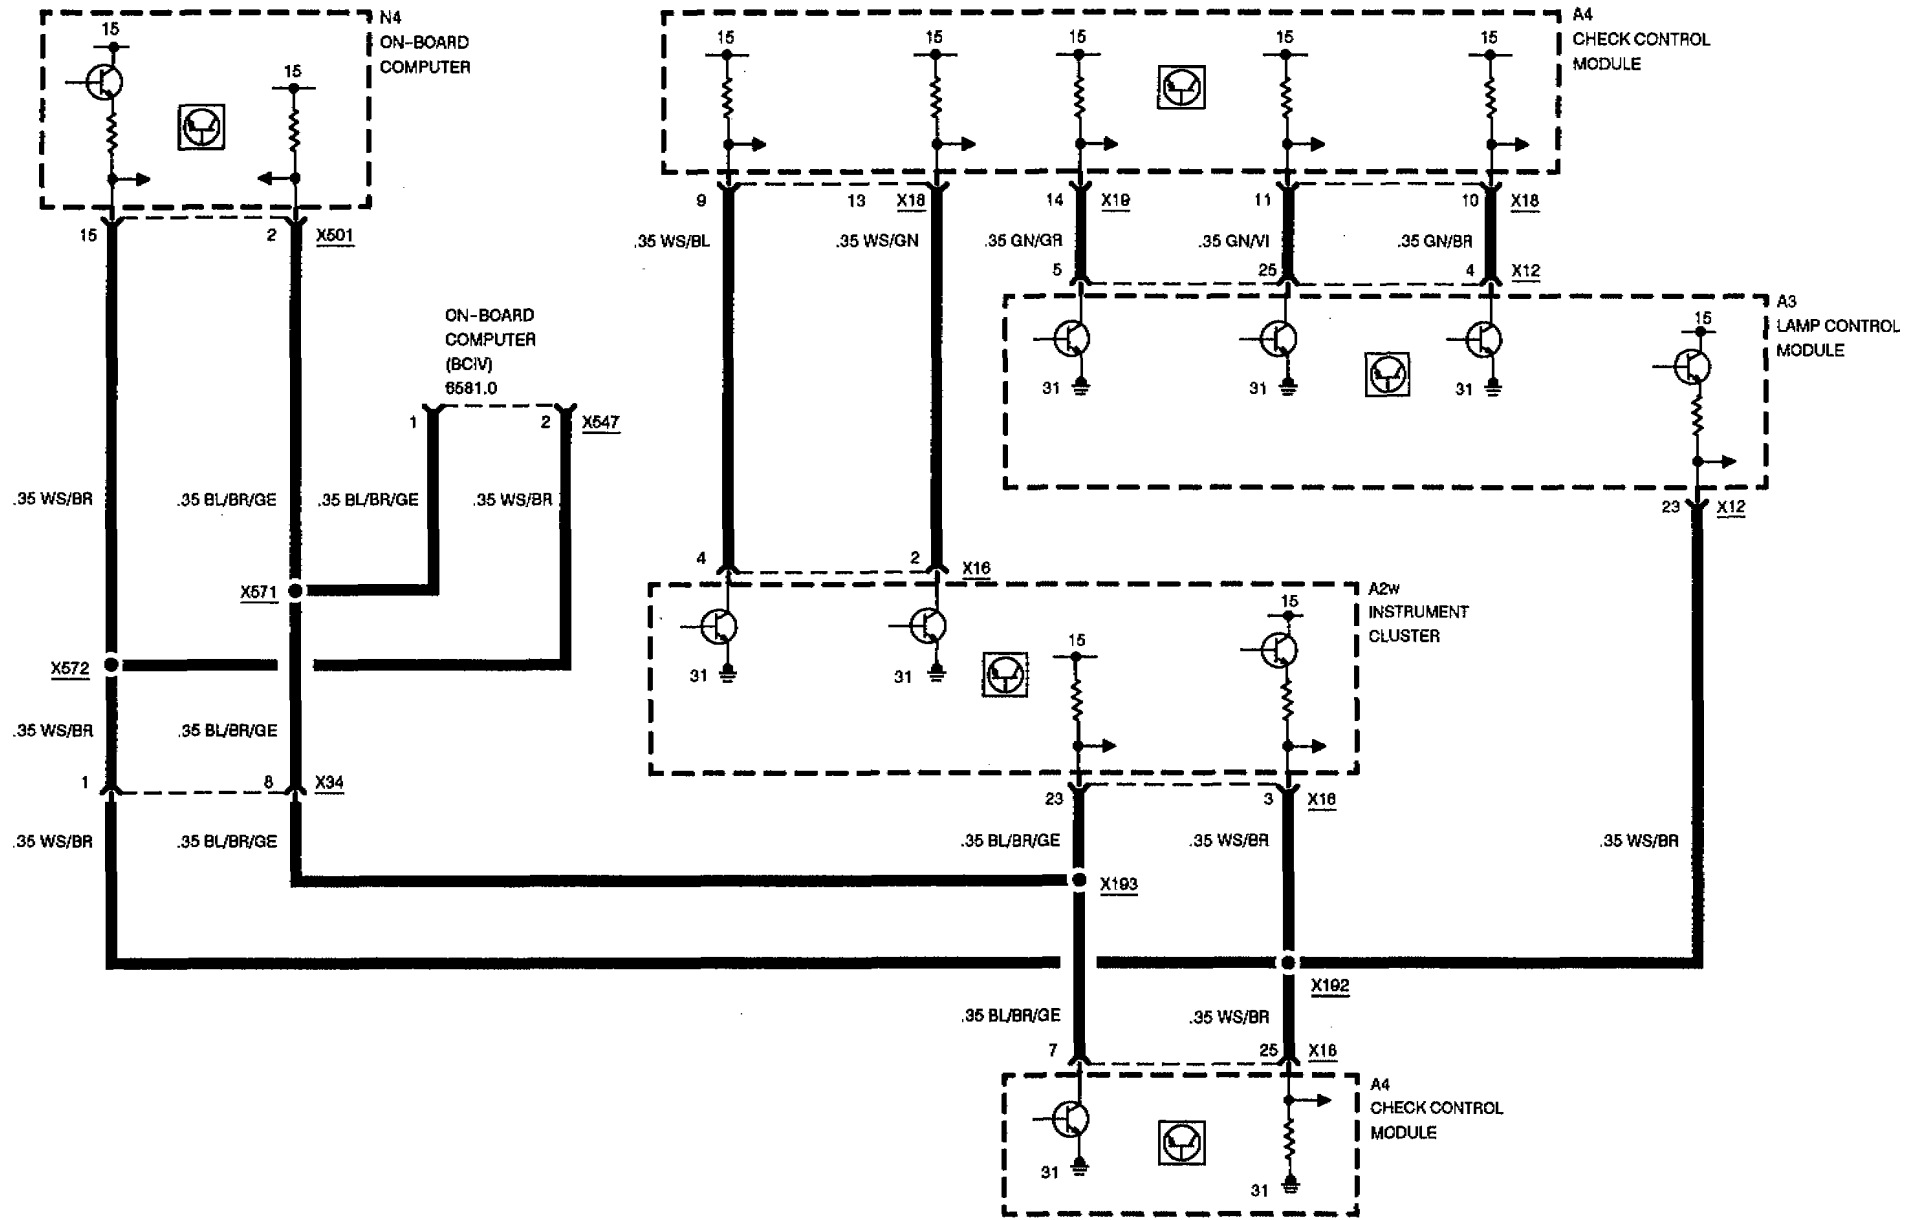 N4
ON-BOARD
COMPUTER
15
15
15
2
X501
A4
CHECK CONTROL
MODULE
15
15
15
15
15
9
13
X18
14
X19
11
10
X18
.35 WS/BL
.35 WS/GN
.35 GN/GR
.35 GN/VI
.35 GN/BR
5
25
4
X12
A3
LAMP CONTROL
MODULE
15
31
31
31
23
X12
ON-BOARD
COMPUTER
(BCIV)
6581.0
1
2
X547
.35 WS/BR
.35 BL/BR/GE
.35 BL/BR/GE
.35 WS/BR
4
2
X16
X571
X572
A2w
INSTRUMENT
CLUSTER
15
15
31
31
.35 WS/BR
.35 BL/BR/GE
1
8
X34
23
3
X16
.35 WS/BR
.35 BL/BR/GE
.35 BL/BR/GE
.35 WS/BR
.35 WS/BR
X193
X192
.35 BL/BR/GE
.35 WS/BR
7
25
X18
A4
CHECK CONTROL
MODULE
31
31